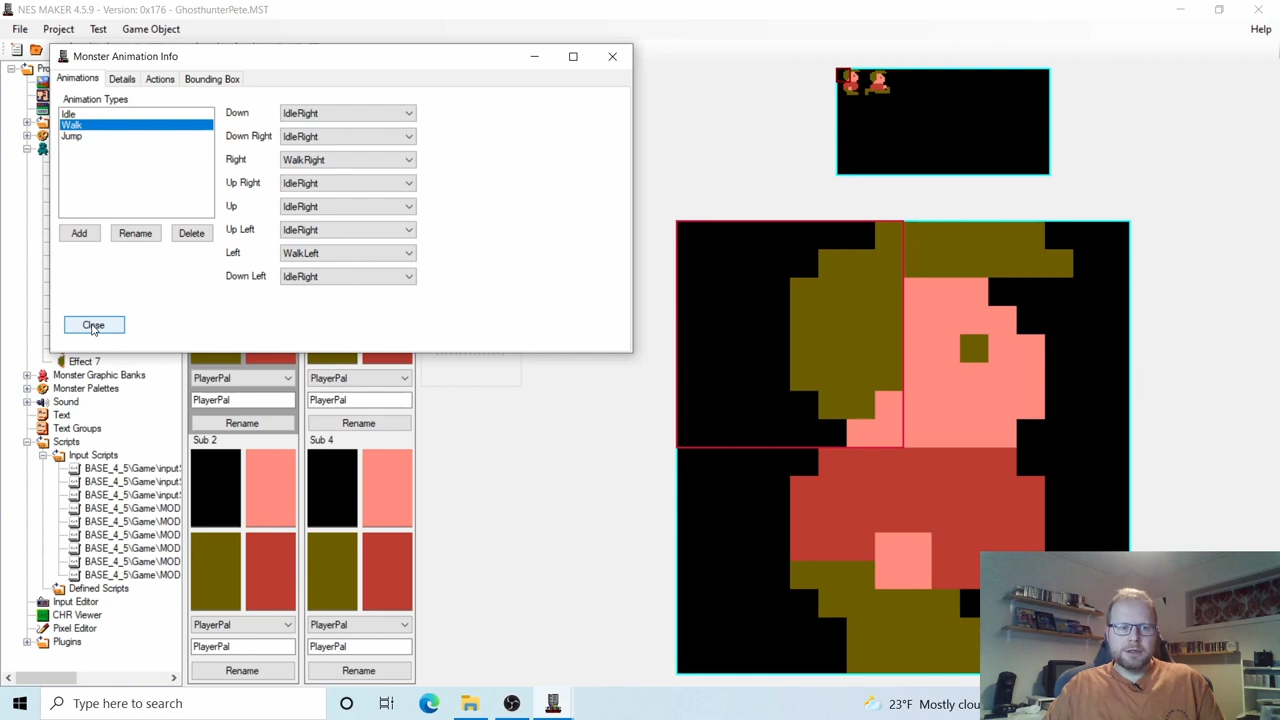 NES MAKER 4.5.9 - Version: 0x176 - GhosthunterPete.MST
File Project Test Game Object Help
Monster Animation Info
Animations Details Actions Bounding Box
Animation Types
Idle
Walk
Jump
Add Rename Delete
Down IdleRight
Down Right IdleRight
Right WalkRight
Up Right IdleRight
Up IdleRight
Up Left IdleRight
Left WalkLeft
Down Left IdleRight
Close
Pro
Effect 7
Monster Graphic Banks
Monster Palettes
Sound
Text
Text Groups
Scripts
Input Scripts
BASE_4_5\Game\inputS
BASE_4_5\Game\inputS
BASE_4_5\Game\inputS
BASE_4_5\Game\MOD
BASE_4_5\Game\MOD
BASE_4_5\Game\MOD
BASE_4_5\Game\MOD
BASE_4_5\Game\MOD
BASE_4_5\Game\MOD
Defined Scripts
Input Editor
CHR Viewer
Pixel Editor
Plugins
PlayerPal PlayerPal
PlayerPal PlayerPal
Rename Rename
Sub 2 Sub 4
PlayerPal PlayerPal
PlayerPal PlayerPal
Rename Rename
Type here to search
23°F Mostly clou